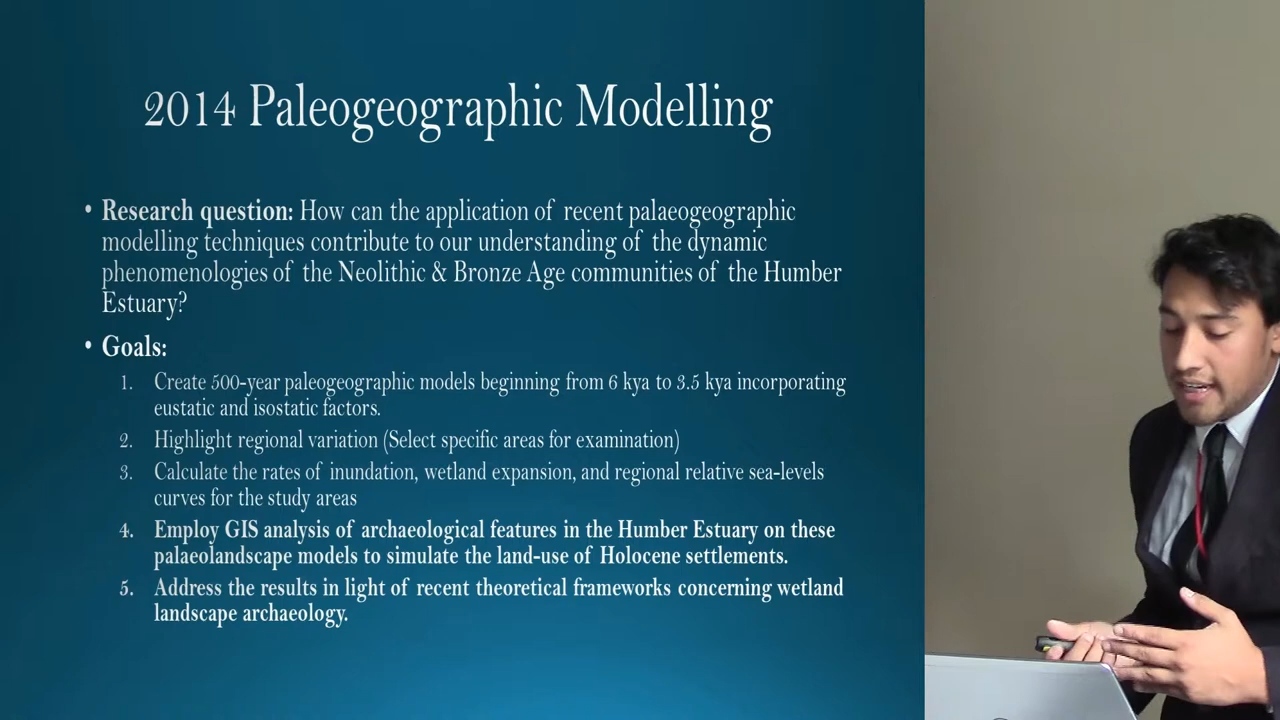 2014 Paleogeographic Modelling
• Research question: How can the application of recent palaeogeographic
modelling techniques contribute to our understanding of the dynamic
phenomenologies of the Neolithic & Bronze Age communities of the Humber
Estuary?
• Goals:
1. Create 500-year paleogeographic models beginning from 6 kya to 3.5 kya incorporating
eustatic and isostatic factors.
2. Highlight regional variation (Select specific areas for examination)
3. Calculate the rates of inundation, wetland expansion, and regional relative sea-levels
curves for the study areas
4. Employ GIS analysis of archaeological features in the Humber Estuary on these
palaeolandscape models to simulate the land-use of Holocene settlements.
5. Address the results in light of recent theoretical frameworks concerning wetland
landscape archaeology.